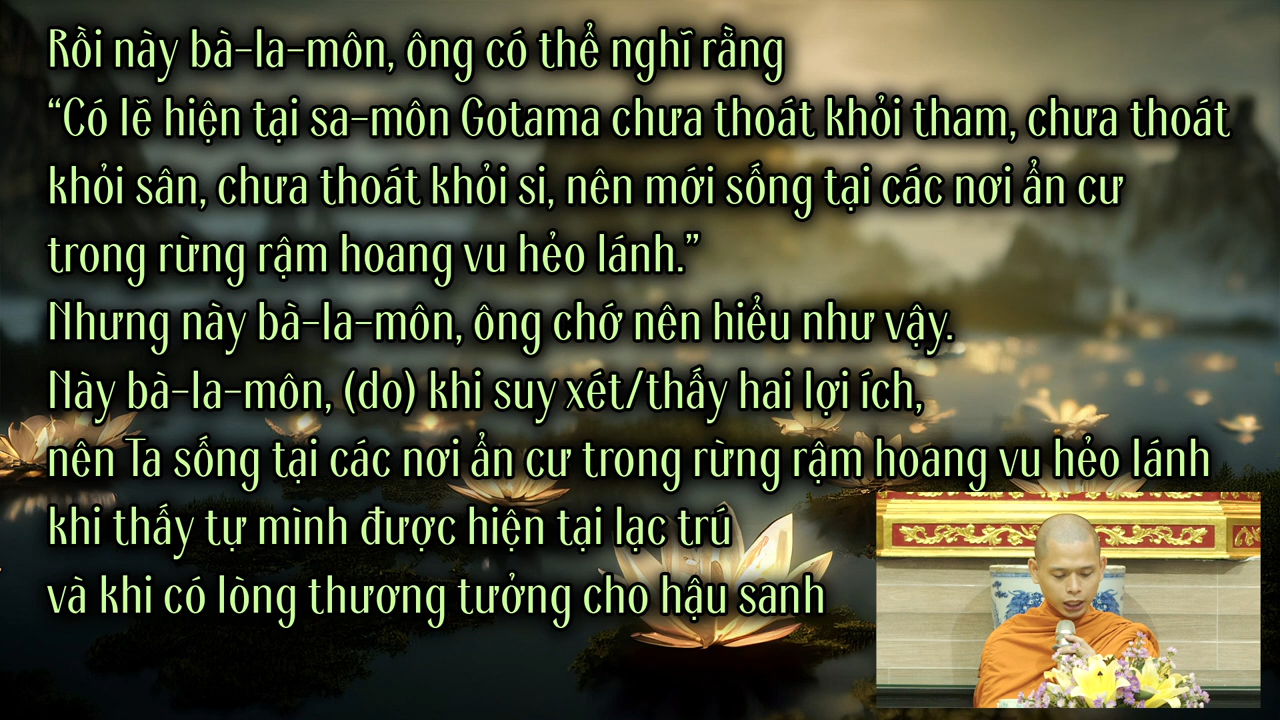 Rồi này bà-la-môn, ông có thể nghĩ rằng
“Có lẽ hiện tại sa-môn Gotama chưa thoát khỏi tham, chưa thoát
khỏi sân, chưa thoát khỏi si, nên mới sống tại các nơi ẩn cư
trong rừng rậm hoang vu hẻo lánh.”
Nhưng này bà-la-môn, ông chớ nên hiểu như vậy.
Này bà-la-môn, (do) khi suy xét/thấy hai lợi ích,
nên Ta sống tại các nơi ẩn cư trong rừng rậm hoang vu hẻo lánh
khi thấy tự mình được hiện tại lạc trú
và khi có lòng thương tưởng cho hậu sanh